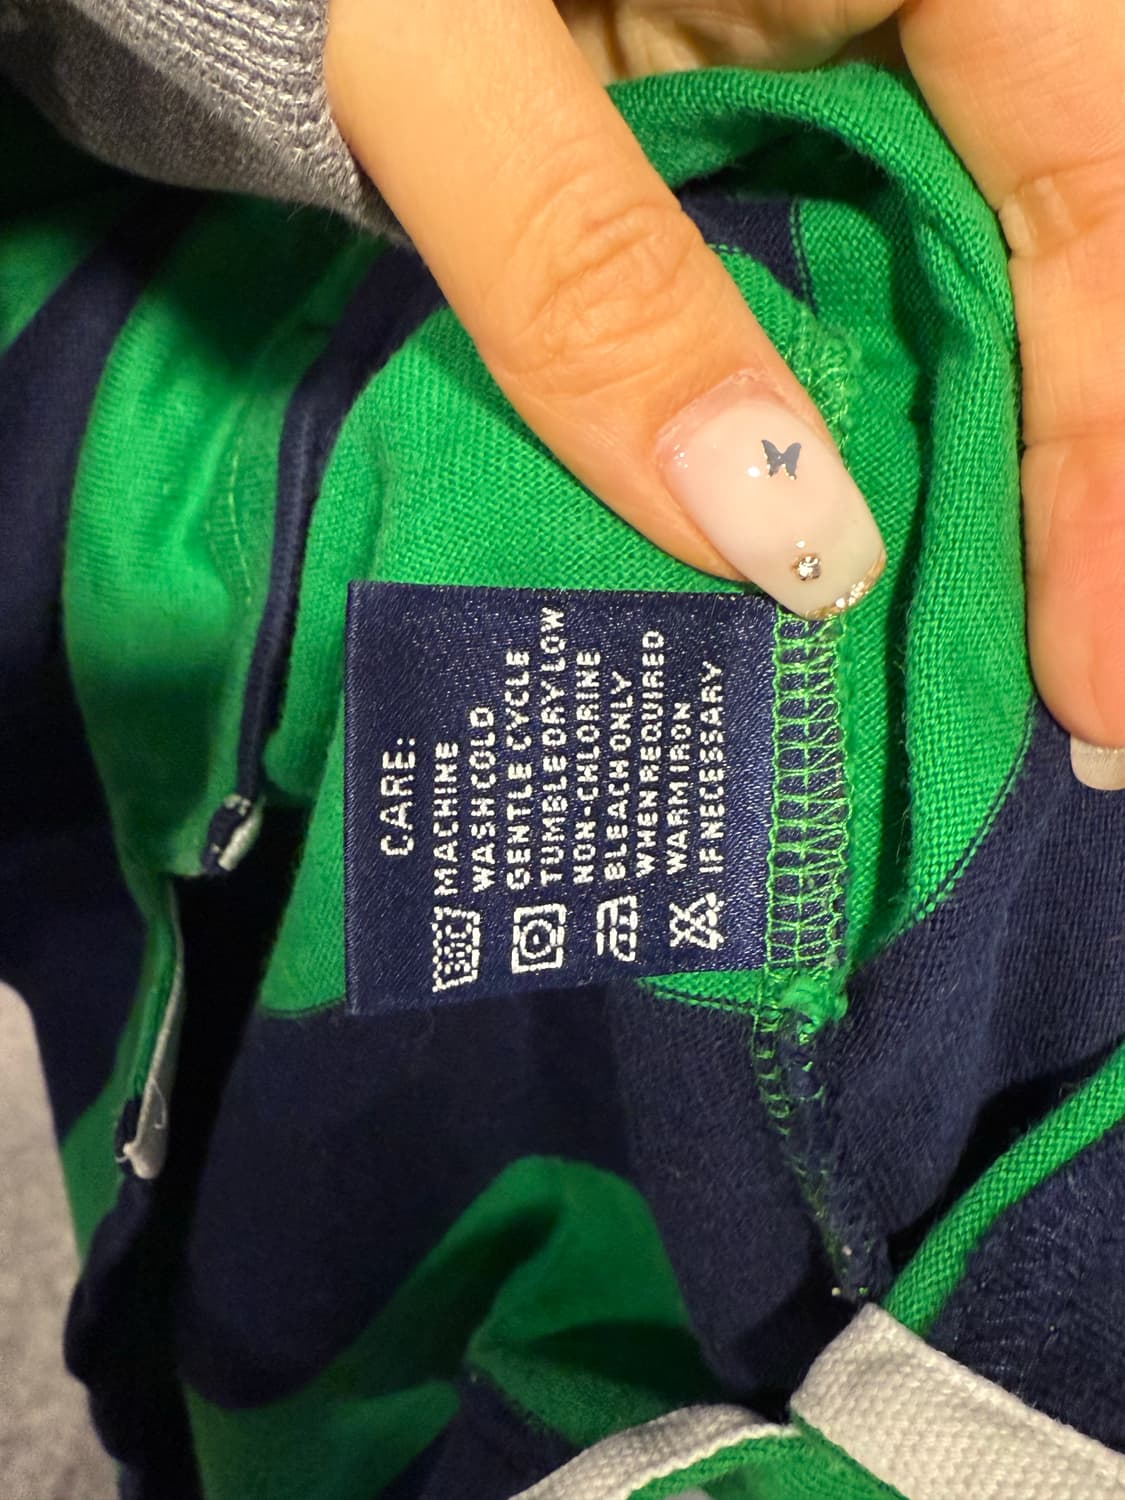 CARE:
MACHINE
WASH COLD
GENTLE CYCLE
TUMBLE DRY LOW
NON-CHLORINE
BLEACH ONLY
WHEN REQUIRED
WARM IRON
IF NECESSARY